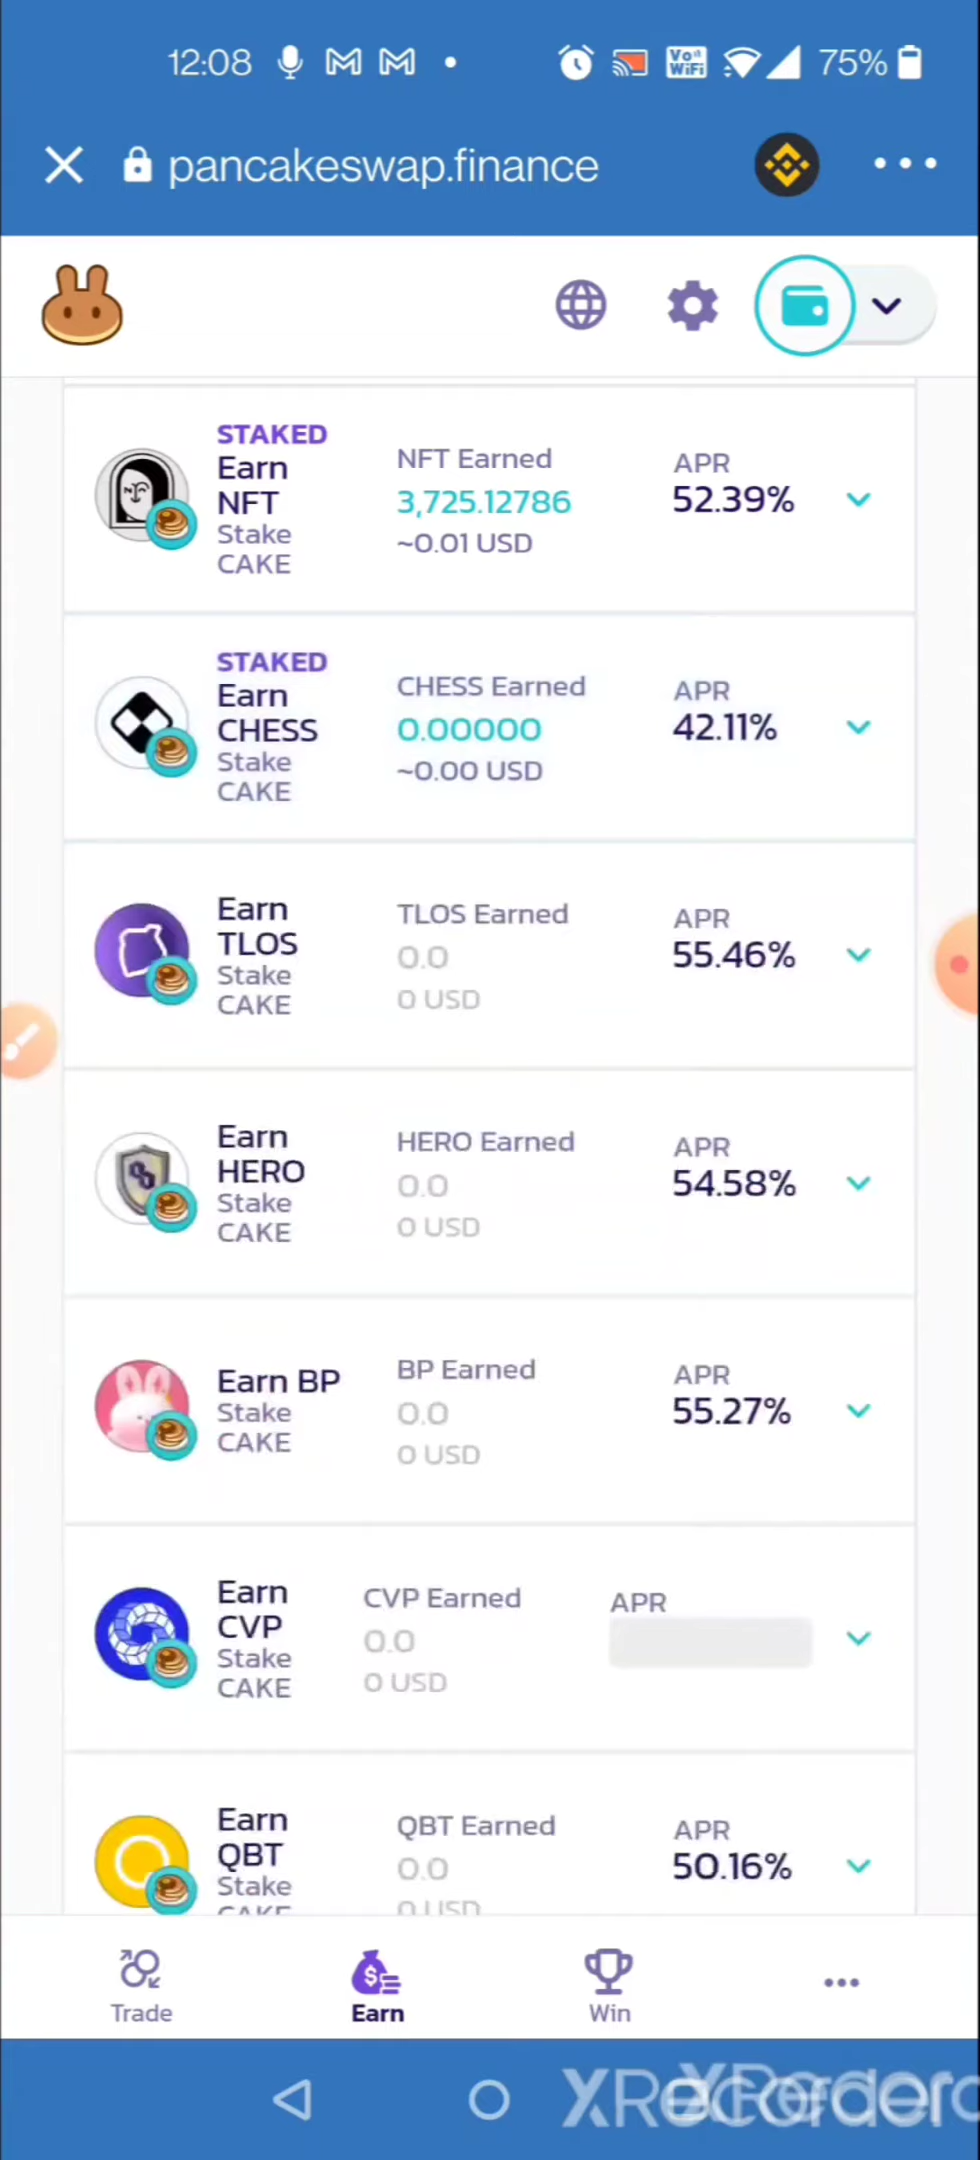 12:08 75%
Vo))
WiFi
pancakeswap.finance
STAKED
Earn
NFT
Stake
CAKE
NFT Earned
3,725.12786
~0.01 USD
APR
52.39%
STAKED
Earn
CHESS
Stake
CAKE
CHESS Earned
0.00000
~0.00 USD
APR
42.11%
Earn
TLOS
Stake
CAKE
TLOS Earned
0.0
0 USD
APR
55.46%
Earn
HERO
Stake
CAKE
HERO Earned
0.0
0 USD
APR
54.58%
Earn BP
Stake
CAKE
BP Earned
0.0
0 USD
APR
55.27%
Earn
CVP
Stake
CAKE
CVP Earned
0.0
0 USD
APR
Earn
QBT
Stake
CAKE
QBT Earned
0.0
0 USD
APR
50.16%
Trade
Earn
Win